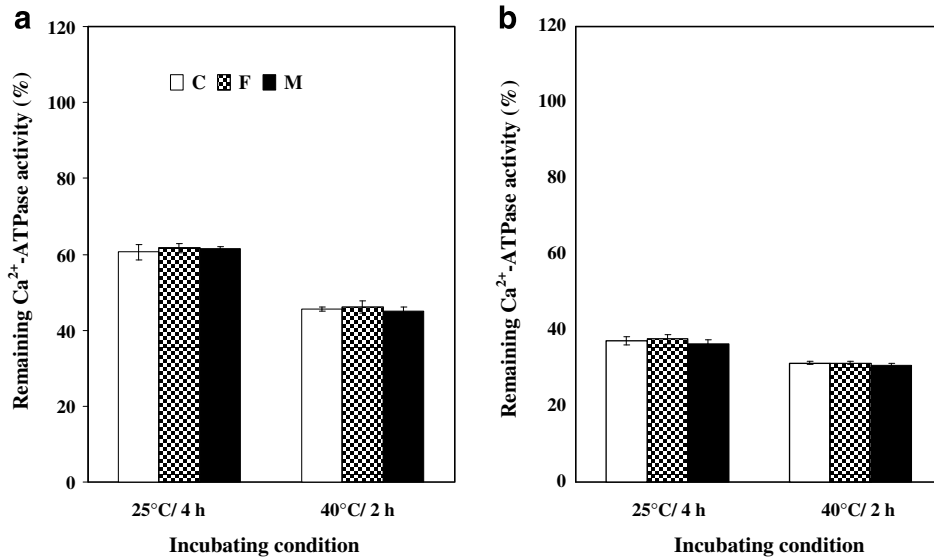 a
Remaining Ca²⁺-ATPase activity (%)
120
100
80
60
40
20
0
C F M
25°C/ 4 h 40°C/ 2 h
Incubating condition
b
Remaining Ca²⁺-ATPase activity (%)
120
100
80
60
40
20
0
25°C/ 4 h 40°C/ 2 h
Incubating condition